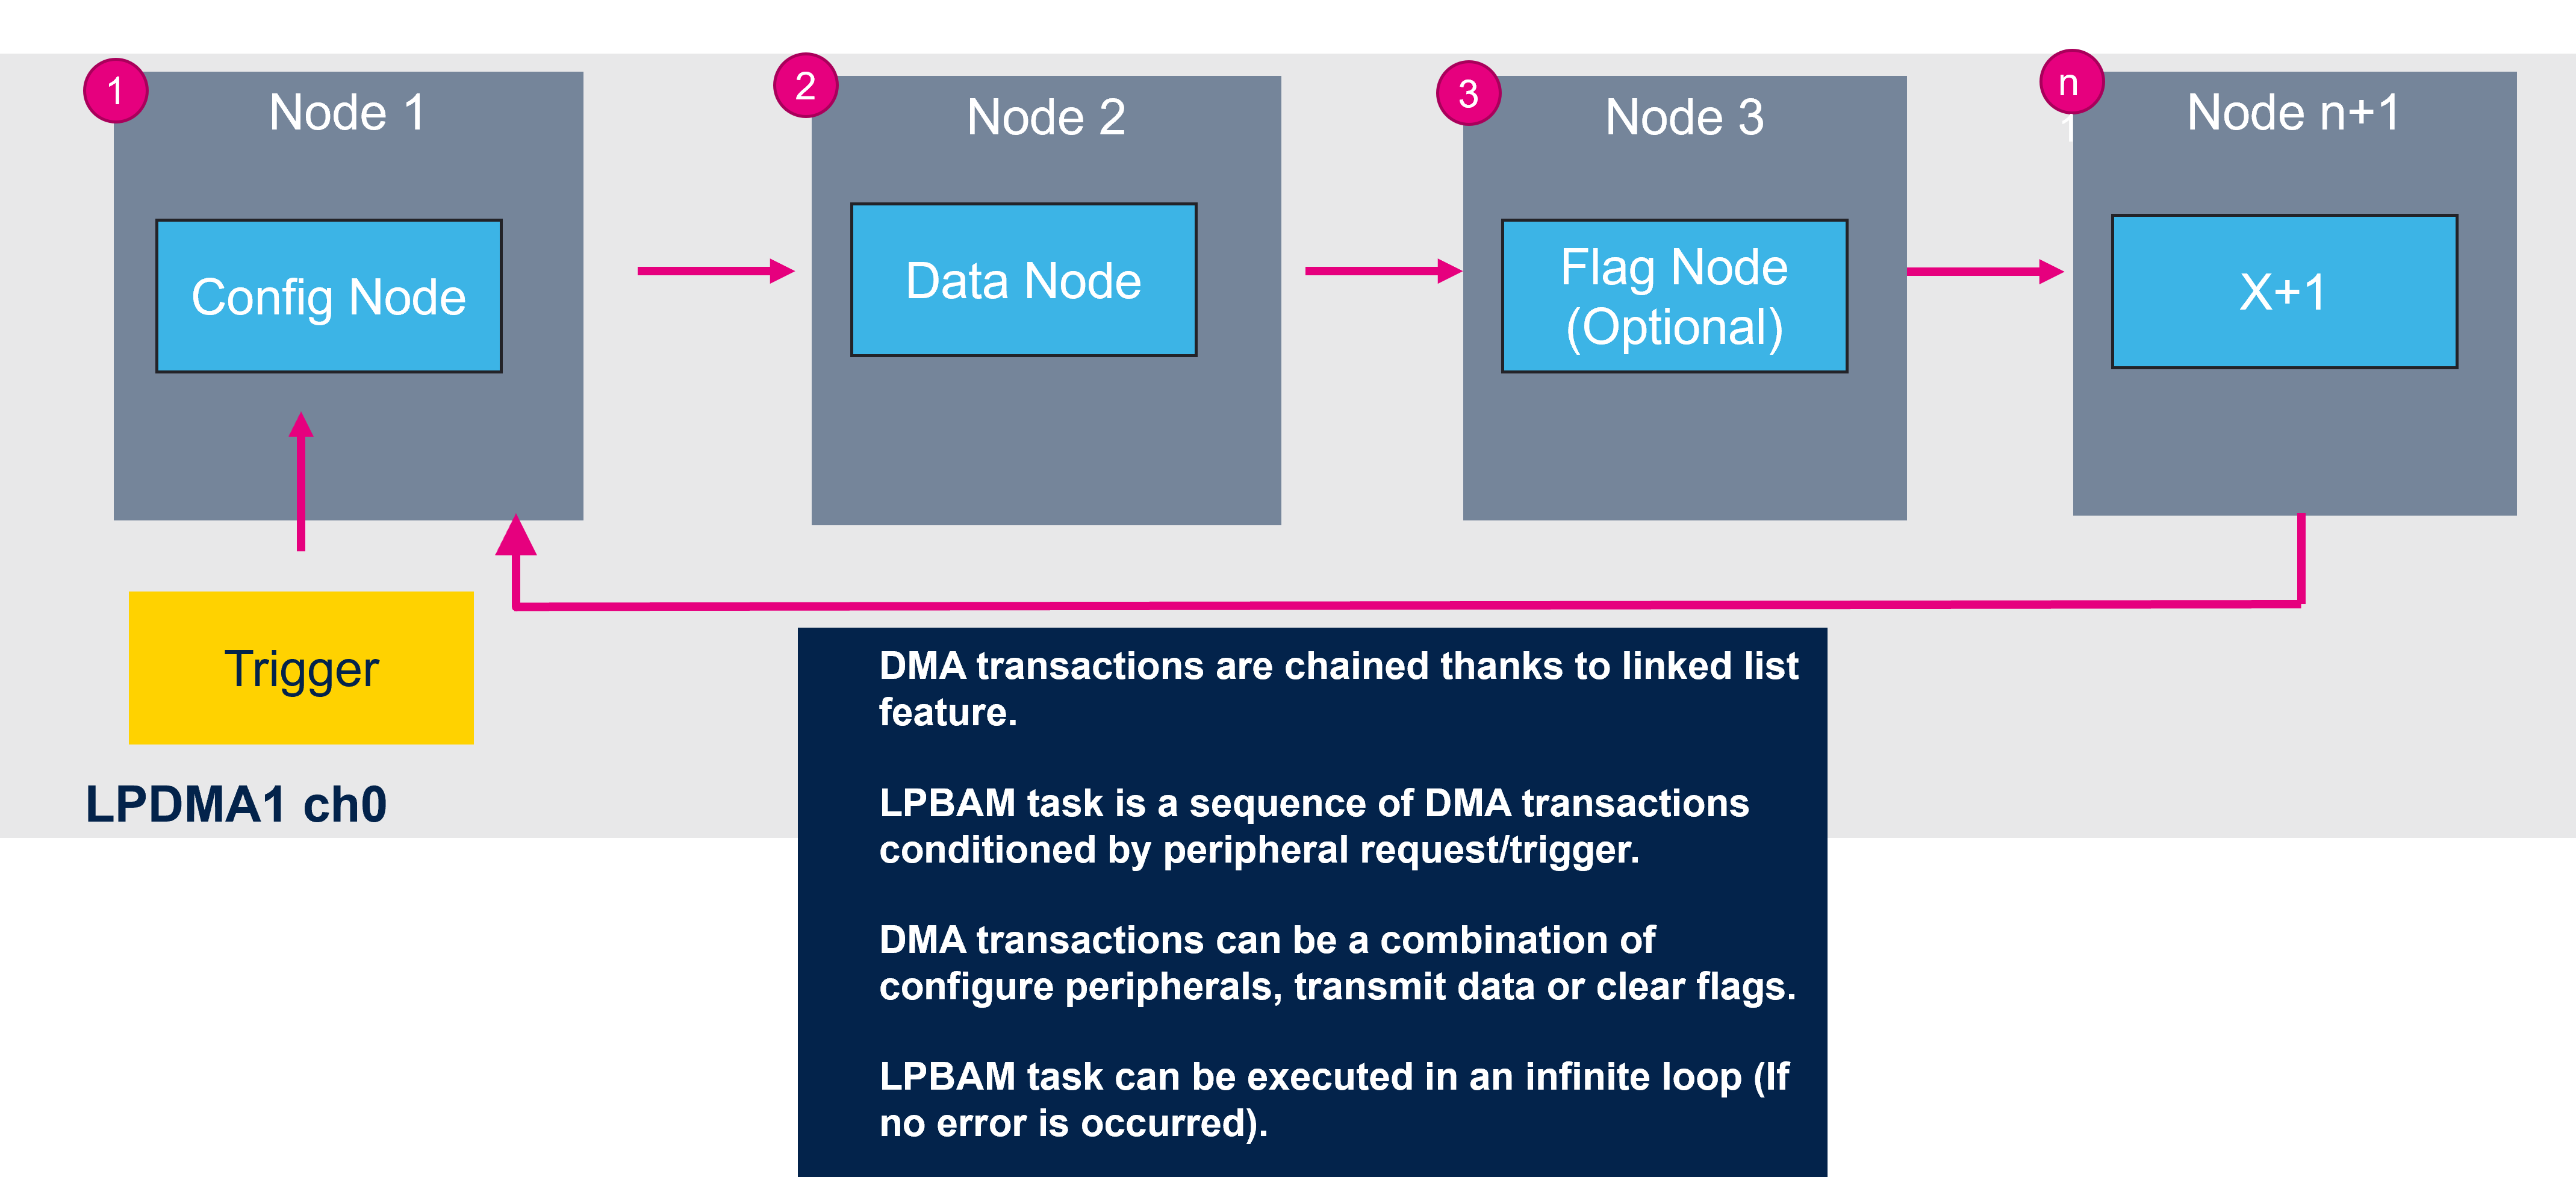 1
Node 1
Config Node
2
Node 2
Data Node
3
Node 3
Flag Node
(Optional)
n
1
Node n+1
X+1
Trigger
LPDMA1 ch0
DMA transactions are chained thanks to linked list
feature.
LPBAM task is a sequence of DMA transactions
conditioned by peripheral request/trigger.
DMA transactions can be a combination of
configure peripherals, transmit data or clear flags.
LPBAM task can be executed in an infinite loop (If
no error is occurred).